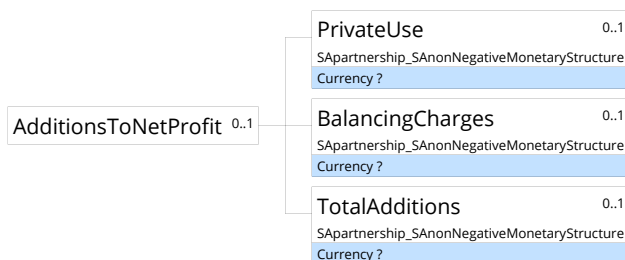 PrivateUse 0..1
SApartnership_SAnonNegativeMonetaryStructure
Currency ?
AdditionsToNetProfit 0..1
BalancingCharges 0..1
SApartnership_SAnonNegativeMonetaryStructure
Currency ?
TotalAdditions 0..1
SApartnership_SAnonNegativeMonetaryStructure
Currency ?